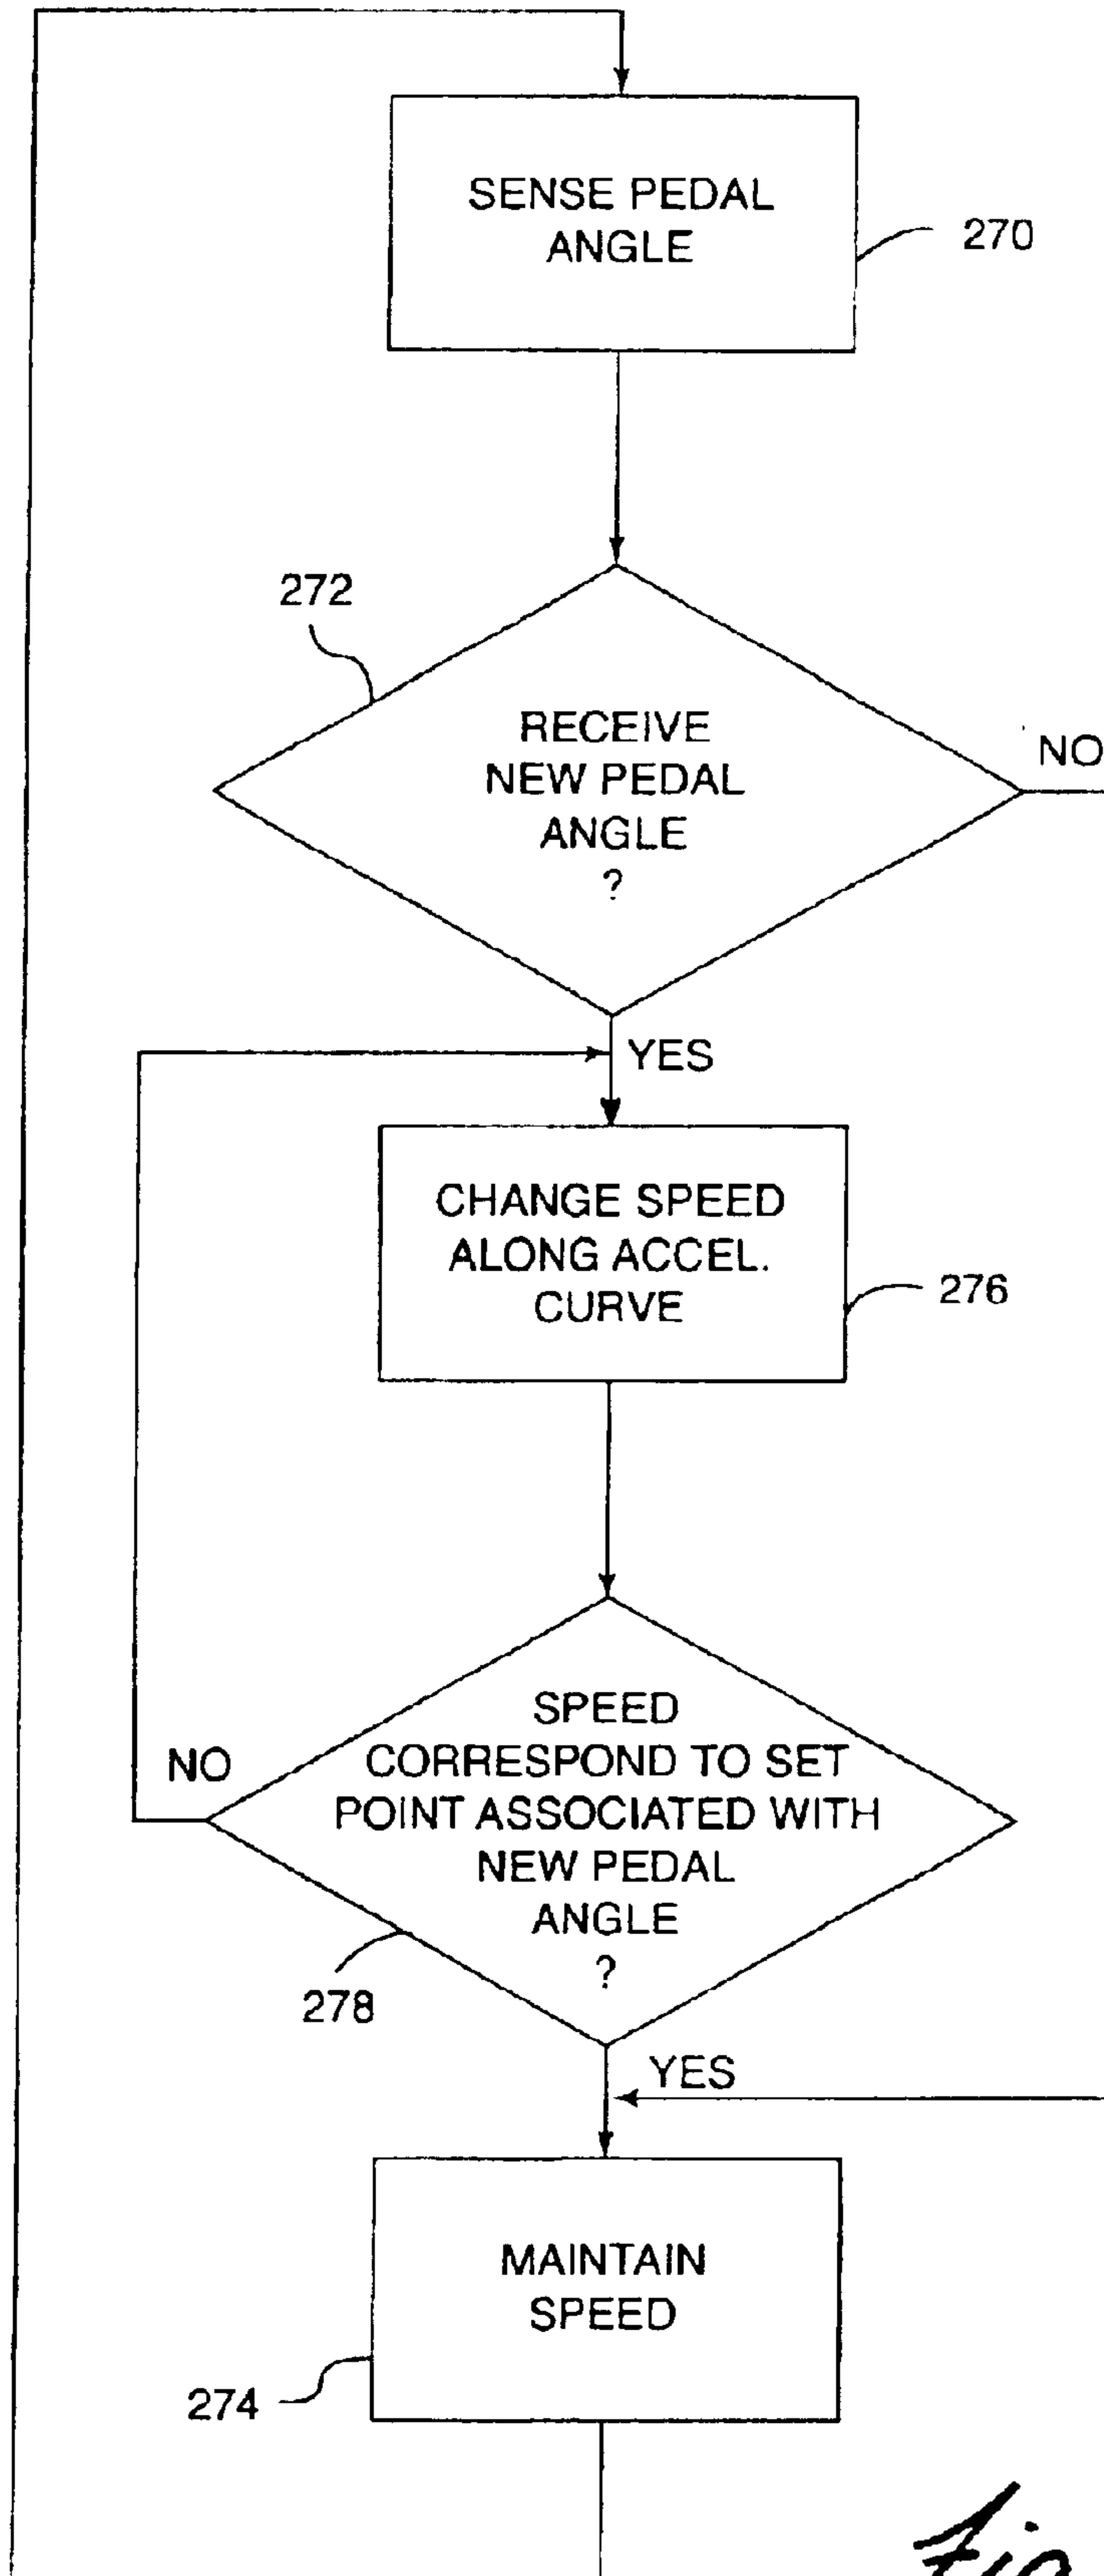 SENSE PEDAL
ANGLE
270
272
RECEIVE
NEW PEDAL
ANGLE
?
NO
YES
CHANGE SPEED
ALONG ACCEL.
CURVE
276
SPEED
CORRESPOND TO SET
POINT ASSOCIATED WITH
NEW PEDAL
ANGLE
?
NO
278
YES
MAINTAIN
SPEED
274